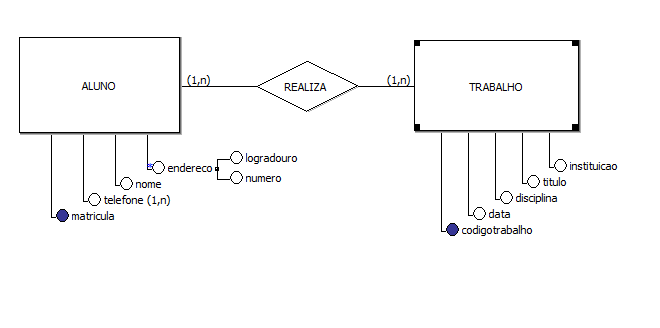 (1,n)
(1,n)
ALUNO
REALIZA
TRABALHO
logradouro
endereco
numero
nome
telefone (1,n)
matricula
instituicao
titulo
disciplina
data
codigotrabalho